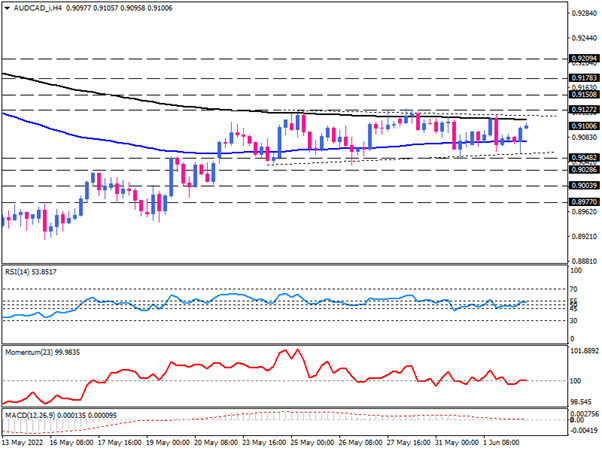 AUDCAD_i,H4 0.90977 0.91057 0.90958 0.91006
0.92840
0.92440
0.92094
0.91783
0.91630
0.91508
0.91272
0.91006
0.90830
0.90482
0.90286
0.90039
0.89770
0.89620
0.89210
0.88810
RSI(14) 53.8517
100
70
55
45
30
0
Momentum(23) 99.9835
101.8892
100
98.545
MACD(12,26,9) 0.000135 0.000095
0.002756
0.00
-0.00419
13 May 2022
16 May 08:00
17 May 16:00
19 May 00:00
20 May 08:00
23 May 16:00
25 May 00:00
26 May 08:00
27 May 16:00
31 May 00:00
1 Jun 08:00